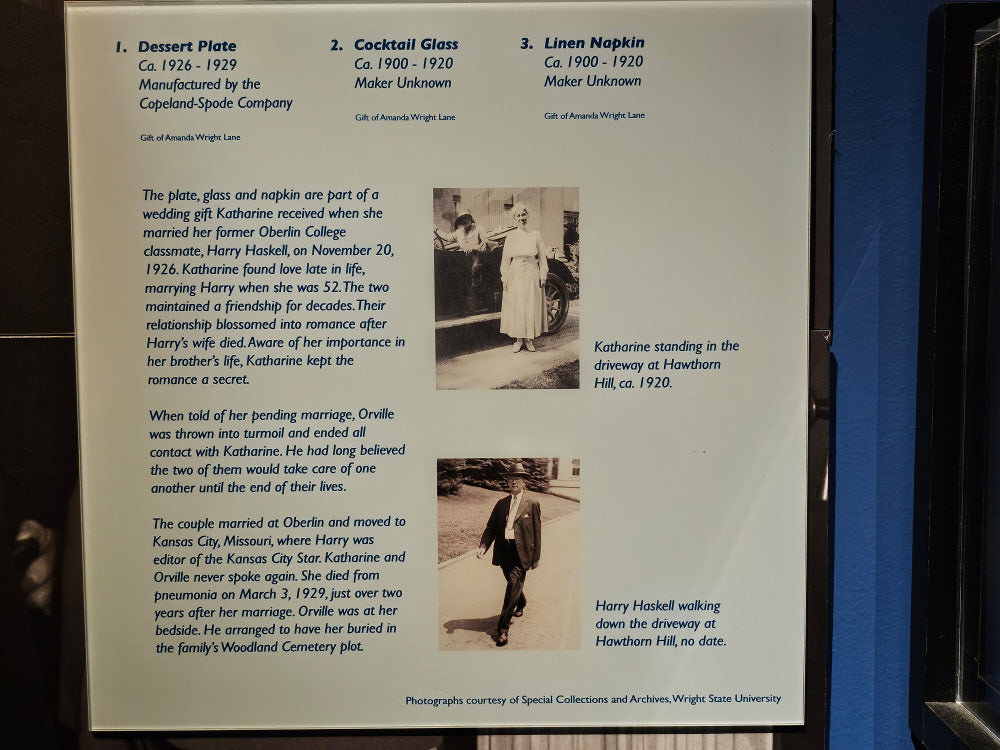 1. Dessert Plate
Ca. 1926 - 1929
Manufactured by the
Copeland-Spode Company
Gift of Amanda Wright Lane
2. Cocktail Glass
Ca. 1900 - 1920
Maker Unknown
Gift of Amanda Wright Lane
3. Linen Napkin
Ca. 1900 - 1920
Maker Unknown
Gift of Amanda Wright Lane
The plate, glass and napkin are part of a
wedding gift Katharine received when she
married her former Oberlin College
classmate, Harry Haskell, on November 20,
1926. Katharine found love late in life,
marrying Harry when she was 52. The two
maintained a friendship for decades. Their
relationship blossomed into romance after
Harry's wife died. Aware of her importance in
her brother's life, Katharine kept the
romance a secret.
When told of her pending marriage, Orville
was thrown into turmoil and ended all
contact with Katharine. He had long believed
the two of them would take care of one
another until the end of their lives.
The couple married at Oberlin and moved to
Kansas City, Missouri, where Harry was
editor of the Kansas City Star. Katharine and
Orville never spoke again. She died from
pneumonia on March 3, 1929, just over two
years after her marriage. Orville was at her
bedside. He arranged to have her buried in
the family's Woodland Cemetery plot.
Katharine standing in the
driveway at Hawthorn
Hill, ca. 1920.
Harry Haskell walking
down the driveway at
Hawthorn Hill, no date.
Photographs courtesy of Special Collections and Archives, Wright State University